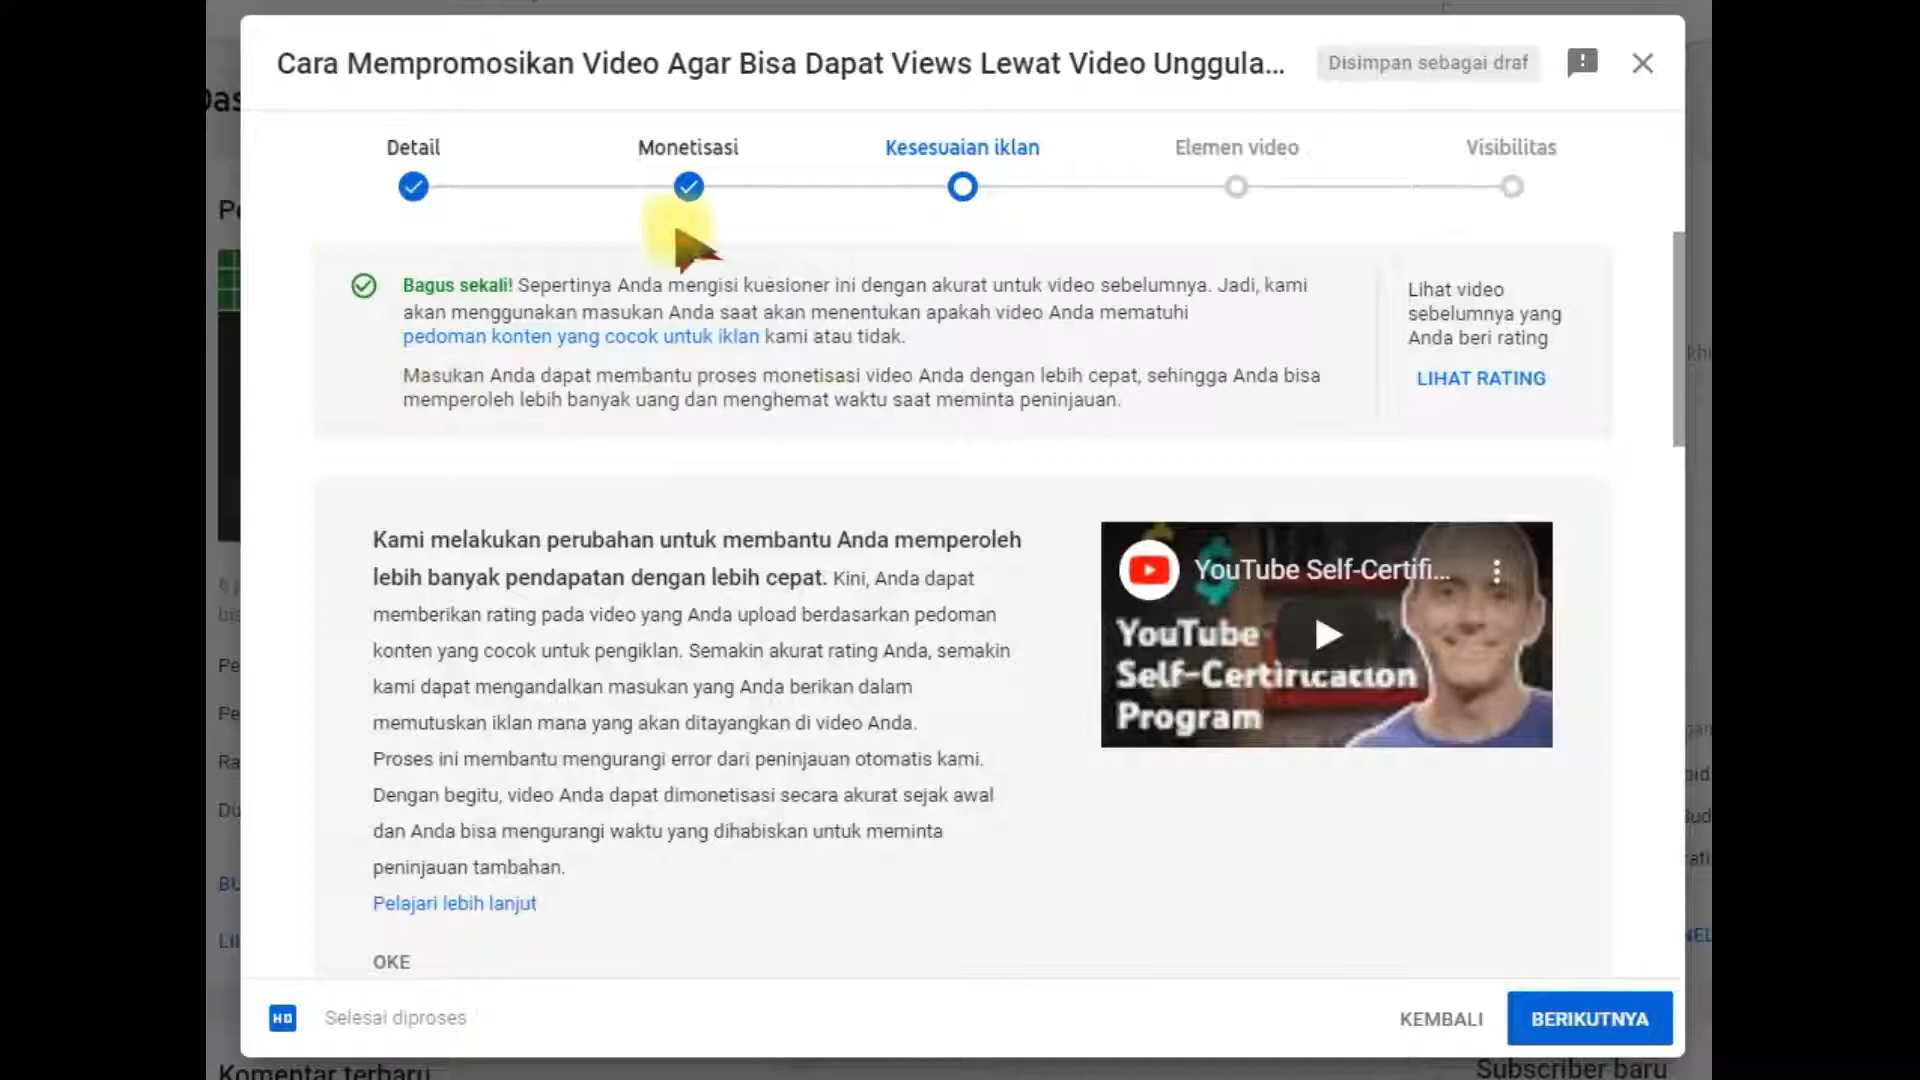 Cara Mempromosikan Video Agar Bisa Dapat Views Lewat Video Unggula...
Disimpan sebagai draf
Detail
Monetisasi
Kesesuaian iklan
Elemen video
Visibilitas
Bagus sekali! Sepertinya Anda mengisi kuesioner ini dengan akurat untuk video sebelumnya. Jadi, kami
akan menggunakan masukan Anda saat akan menentukan apakah video Anda mematuhi
pedoman konten yang cocok untuk iklan kami atau tidak.
Masukan Anda dapat membantu proses monetisasi video Anda dengan lebih cepat, sehingga Anda bisa
memperoleh lebih banyak uang dan menghemat waktu saat meminta peninjauan.
Lihat video
sebelumnya yang
Anda beri rating
LIHAT RATING
Kami melakukan perubahan untuk membantu Anda memperoleh
lebih banyak pendapatan dengan lebih cepat. Kini, Anda dapat
memberikan rating pada video yang Anda upload berdasarkan pedoman
konten yang cocok untuk pengiklan. Semakin akurat rating Anda, semakin
kami dapat mengandalkan masukan yang Anda berikan dalam
memutuskan iklan mana yang akan ditayangkan di video Anda.
Proses ini membantu mengurangi error dari peninjauan otomatis kami.
Dengan begitu, video Anda dapat dimonetisasi secara akurat sejak awal
dan Anda bisa mengurangi waktu yang dihabiskan untuk meminta
peninjauan tambahan.
Pelajari lebih lanjut
OKE
YouTube Self-Certifi...
YouTube
Self-Certification
Program
HD
Selesai diproses
KEMBALI
BERIKUTNYA
Komentar terbaru
Subscriber baru